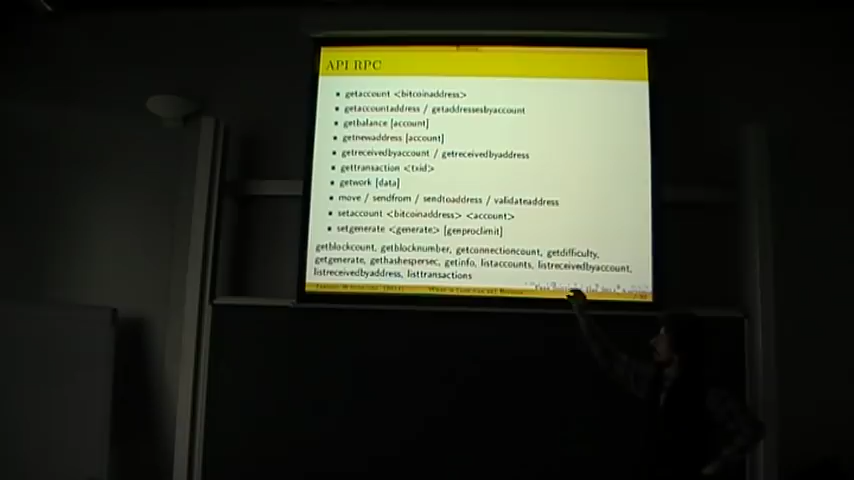 API RPC
getaccount <bitcoinaddress>
getaccountaddress / getaddressesbyaccount
getbalance [account]
getnewaddress [account]
getreceivedbyaccount / getreceivedbyaddress
gettransaction <txid>
getwork [data]
move / sendfrom / sendtoaddress / validateaddress
setaccount <bitcoinaddress> <account>
setgenerate <generate> [genproclimit]
getblockcount, getblocknumber, getconnectioncount, getdifficulty,
getgenerate, gethashespersec, getinfo, listaccounts, listreceivedbyaccount,
listreceivedbyaddress, listtransactions